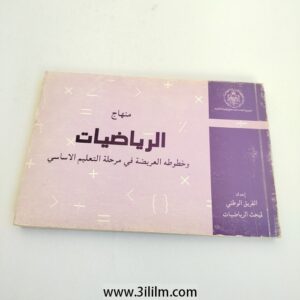 منهاج
الرياضيات
وخطوطه العريضة في مرحلة التعليم الاساسي
إعداد
الفريق الوطني
لمبحث الرياضيات
www.3ililm.com